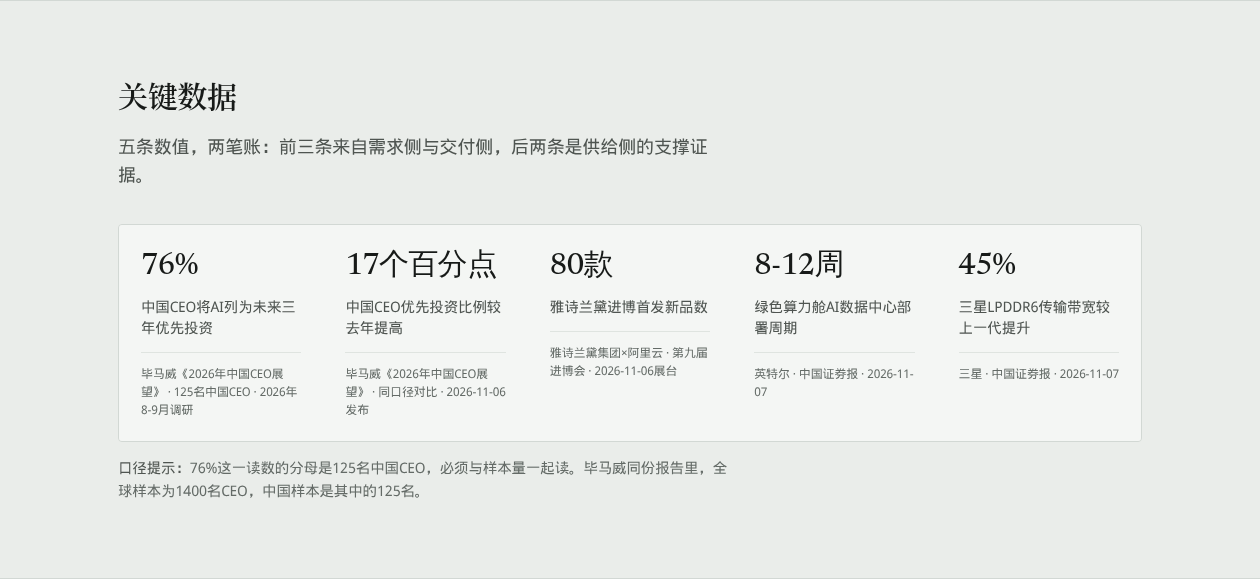 关键数据
五条数值，两笔账：前三条来自需求侧与交付侧，后两条是供给侧的支撑证
据。
76%
中国CEO将AI列为未来三
年优先投资
毕马威《2026年中国CEO展
望》 · 125名中国CEO · 2026年
8-9月调研
17个百分点
中国CEO优先投资比例较
去年提高
毕马威《2026年中国CEO展
望》 · 同口径对比 · 2026-11-06
发布
80款
雅诗兰黛进博首发新品数
雅诗兰黛集团×阿里云 · 第九届
进博会 · 2026-11-06展台
8-12周
绿色算力舱AI数据中心部
署周期
英特尔 · 中国证券报 · 2026-11-
07
45%
三星LPDDR6传输带宽较
上一代提升
三星 · 中国证券报 · 2026-11-07
口径提示：76%这一读数的分母是125名中国CEO，必须与样本量一起读。毕马威同份报告里，全
球样本为1400名CEO，中国样本是其中的125名。